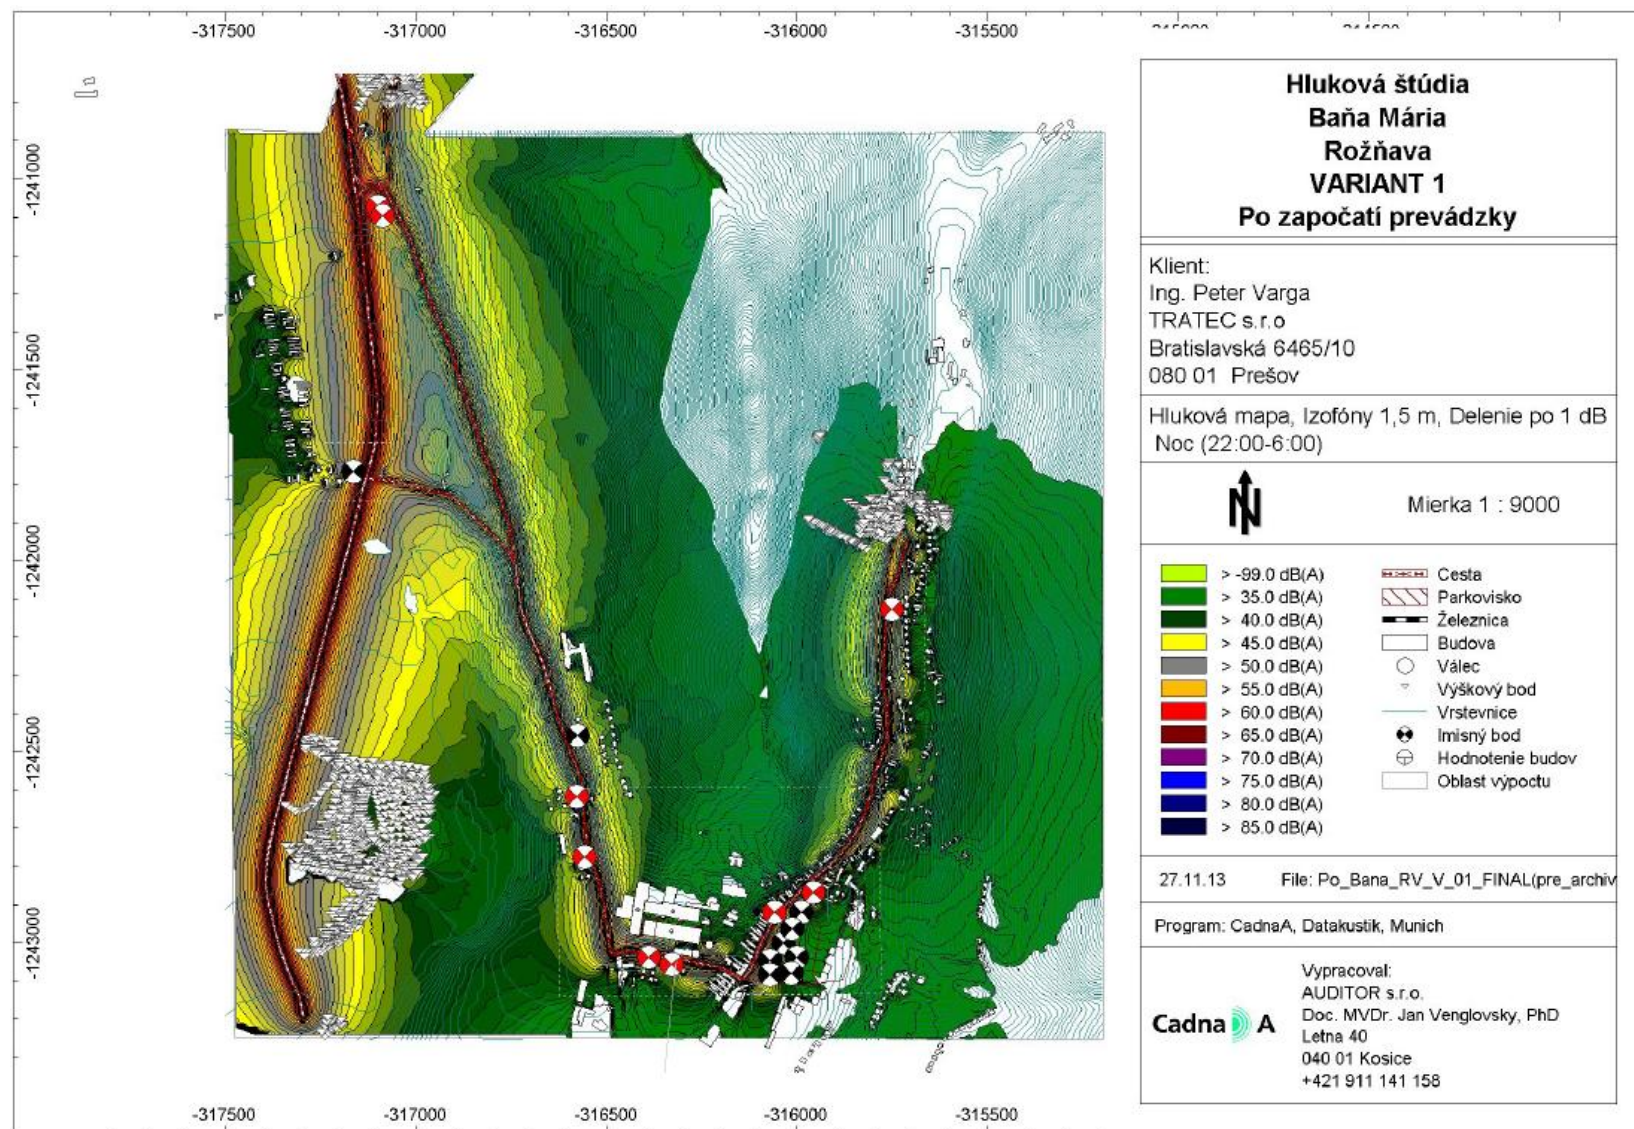 -317500 -317000 -316500 -316000 -315500
-1241000
-1241500
-1242000
-1242500
-1243000
-317500 -317000 -316500 -316000 -315500
Hluková štúdia
Baňa Mária
Rožňava
VARIANT 1
Po započatí prevádzky
Klient:
Ing. Peter Varga
TRATEC s.r.o
Bratislavská 6465/10
080 01 Prešov
Hluková mapa, Izofóny 1,5 m, Delenie po 1 dB
Noc (22:00-6:00)
N
Mierka 1 : 9000
> -99.0 dB(A)
> 35.0 dB(A)
> 40.0 dB(A)
> 45.0 dB(A)
> 50.0 dB(A)
> 55.0 dB(A)
> 60.0 dB(A)
> 65.0 dB(A)
> 70.0 dB(A)
> 75.0 dB(A)
> 80.0 dB(A)
> 85.0 dB(A)
Cesta
Parkovisko
Železnica
Budova
Válec
Výškový bod
Vrstevnice
Imisný bod
Hodnotenie budov
Oblast výpoctu
27.11.13 File: Po_Bana_RV_V_01_FINAL(pre_archiv
Program: CadnaA, Datakustik, Munich
Cadna A
Vypracoval:
AUDITOR s.r.o.
Doc. MVDr. Jan Venglovsky, PhD
Letna 40
040 01 Kosice
+421 911 141 158